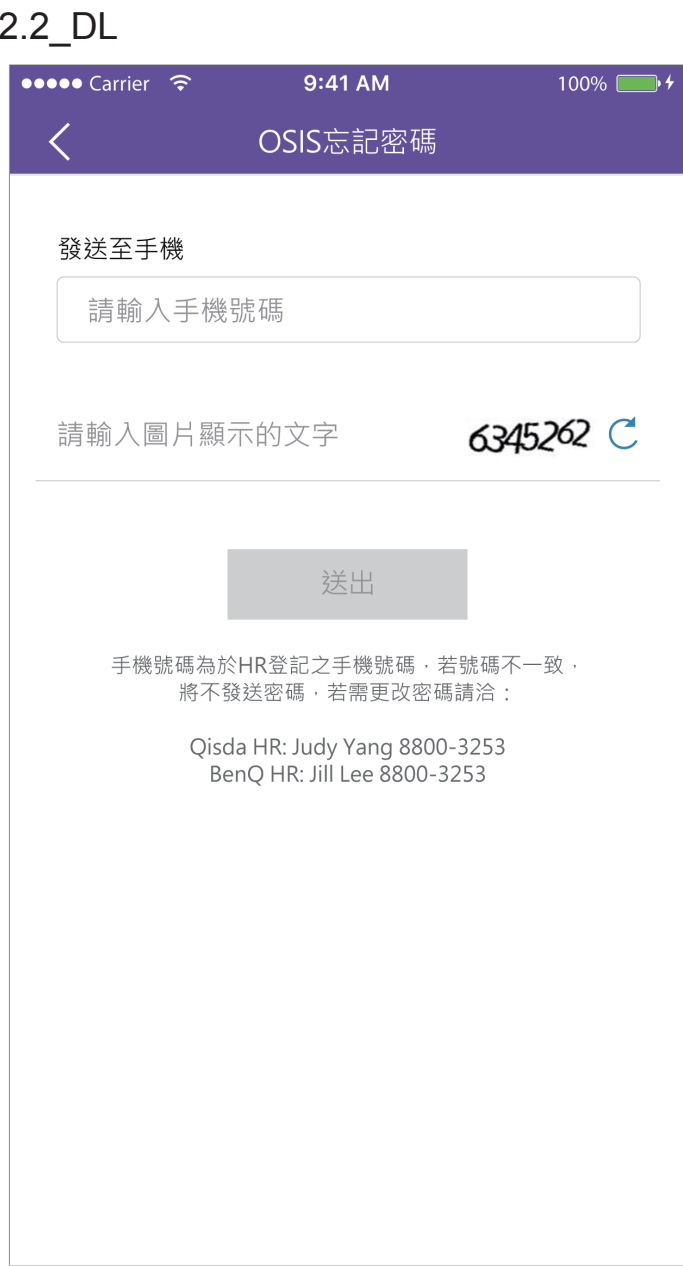 2.2_DL
Carrier 9:41 AM 100%
OSIS忘記密碼
發送至手機
請輸入手機號碼
請輸入圖片顯示的文字 6345262
送出
手機號碼為於HR登記之手機號碼，若號碼不一致，
將不發送密碼，若需更改密碼請洽：
Qisda HR: Judy Yang 8800-3253
BenQ HR: Jill Lee 8800-3253